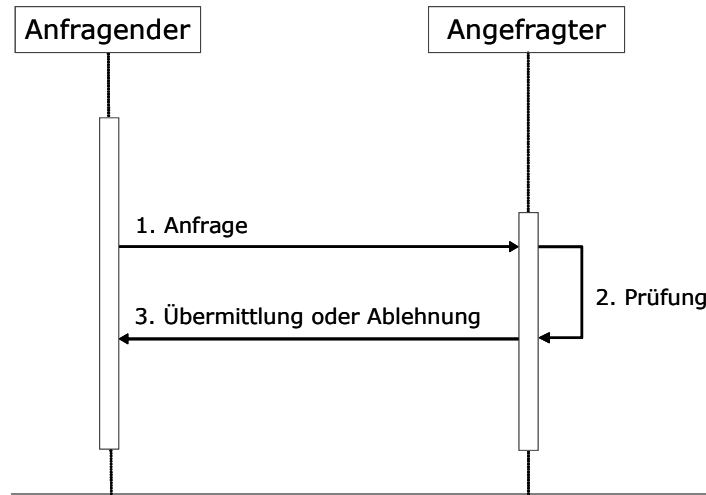 Anfragender
Angefragter
1. Anfrage
2. Prüfung
3. Übermittlung oder Ablehnung